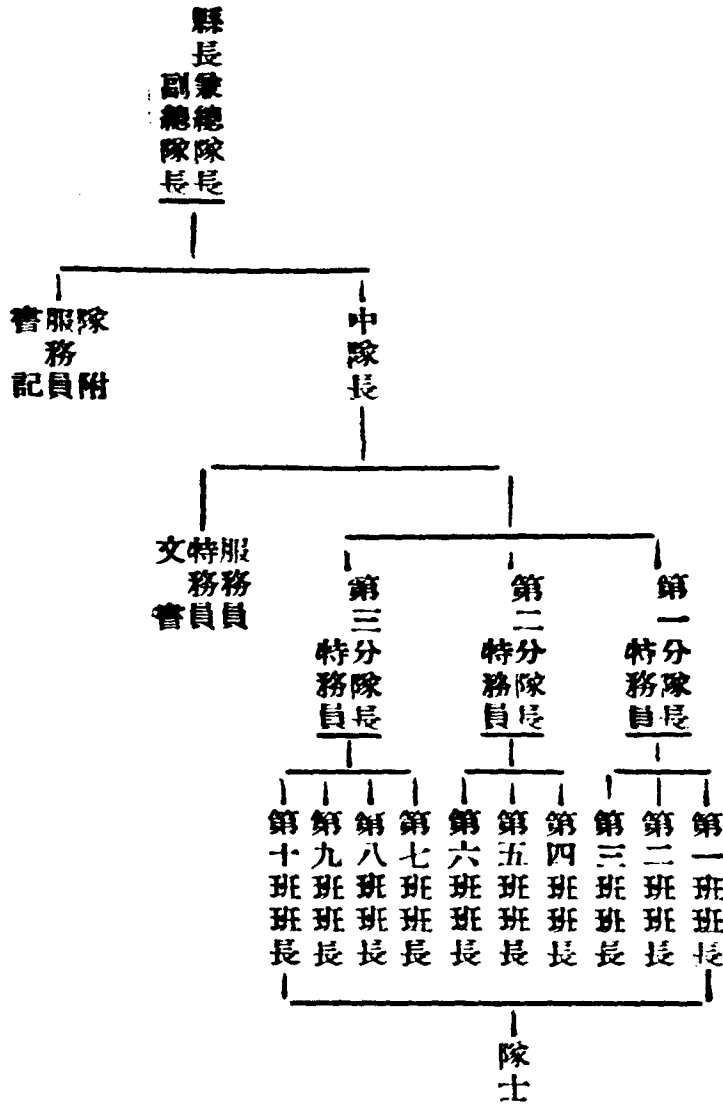 縣長兼總隊長
副總隊長
隊附
服務員
書記
中隊長
服務員
特務員
文書
第一分隊長
特務員
第二分隊長
特務員
第三分隊長
特務員
第一班班長
第二班班長
第三班班長
第四班班長
第五班班長
第六班班長
第七班班長
第八班班長
第九班班長
第十班班長
隊士